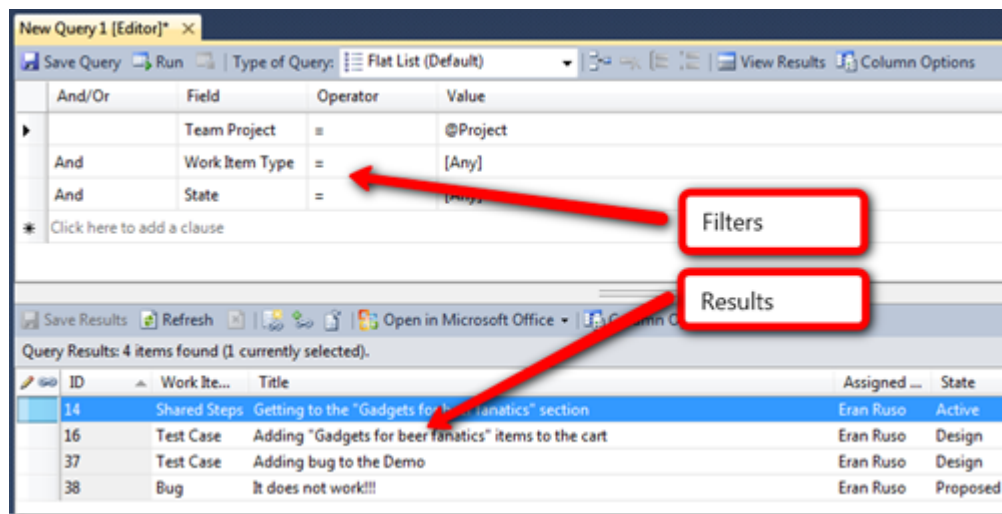 New Query 1 [Editor]* ×
Save Query Run Type of Query: Flat List (Default) View Results Column Options
And/Or Field Operator Value
Team Project = @Project
And Work Item Type = [Any]
And State = [Any]
Click here to add a clause
Filters
Results
Save Results Refresh Open in Microsoft Office Column
Query Results: 4 items found (1 currently selected).
ID Work Ite... Title Assigned ... State
14 Shared Steps Getting to the "Gadgets for beer fanatics" section Eran Ruso Active
16 Test Case Adding "Gadgets for beer fanatics" items to the cart Eran Ruso Design
37 Test Case Adding bug to the Demo Eran Ruso Design
38 Bug It does not work!!! Eran Ruso Proposed